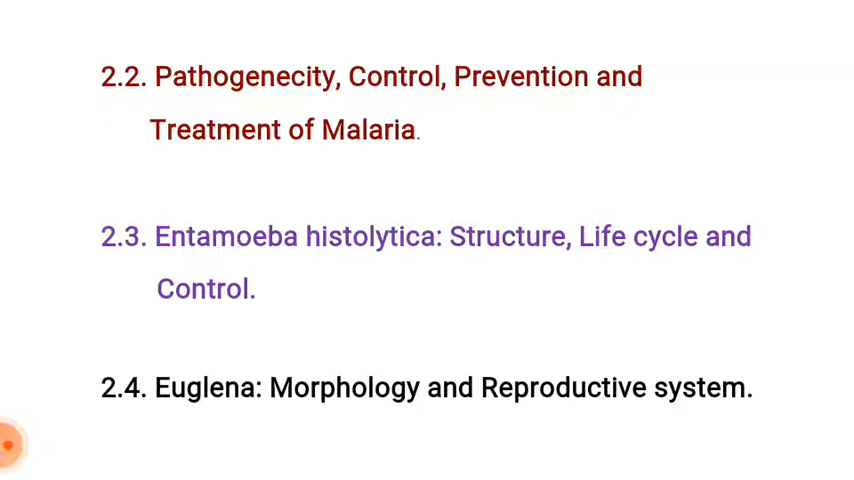 2.2. Pathogenecity, Control, Prevention and
Treatment of Malaria.
2.3. Entamoeba histolytica: Structure, Life cycle and
Control.
2.4. Euglena: Morphology and Reproductive system.